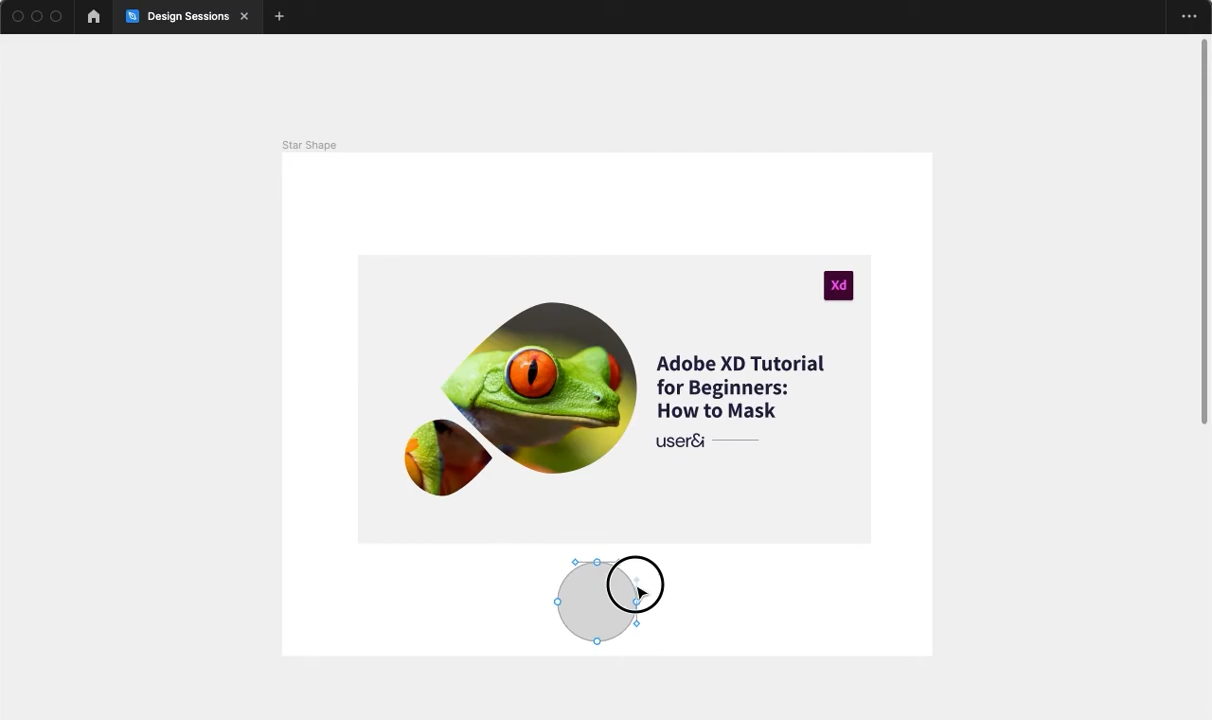 Design Sessions
Star Shape
Xd
Adobe XD Tutorial
for Beginners:
How to Mask
user&i